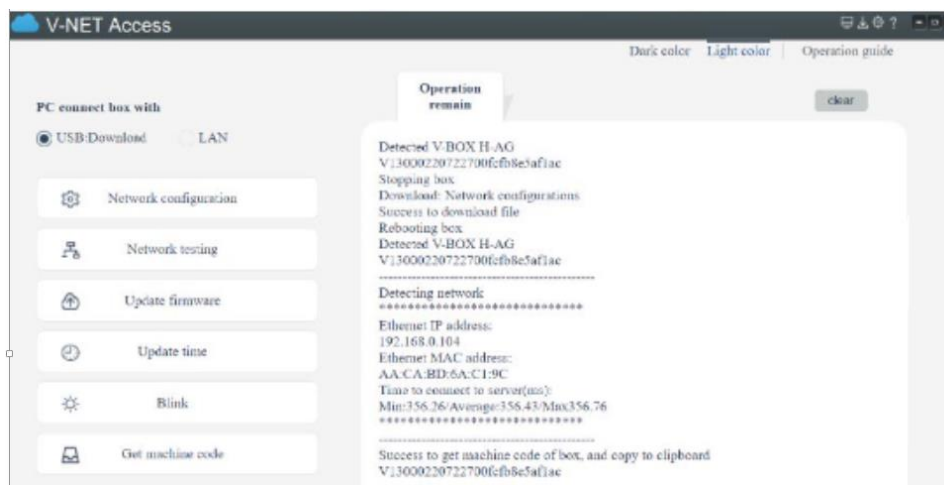 V-NET Access
Dark color Light color Operation guide
PC connect box with
USB:Download LAN
Network configuration
Network testing
Update firmware
Update time
Blink
Get machine code
Operation
remain
clear
Detected V-BOX H-AG
V13000220722700fcfb8e5af1ac
Stopping box
Download: Network configurations
Success to download file
Rebooting box
Detected V-BOX H-AG
V13000220722700fcfb8e5af1ac
--------------------------------------------
Detecting network
******************************
Ethernet IP address:
192.168.0.104
Ethernet MAC address:
AA:CA:BD:6A:C1:9C
Time to connect to server(ms):
Min:356.26/Average:356.43/Max356.76
******************************
--------------------------------------------
Success to get machine code of box, and copy to clipboard
V13000220722700fcfb8e5af1ac